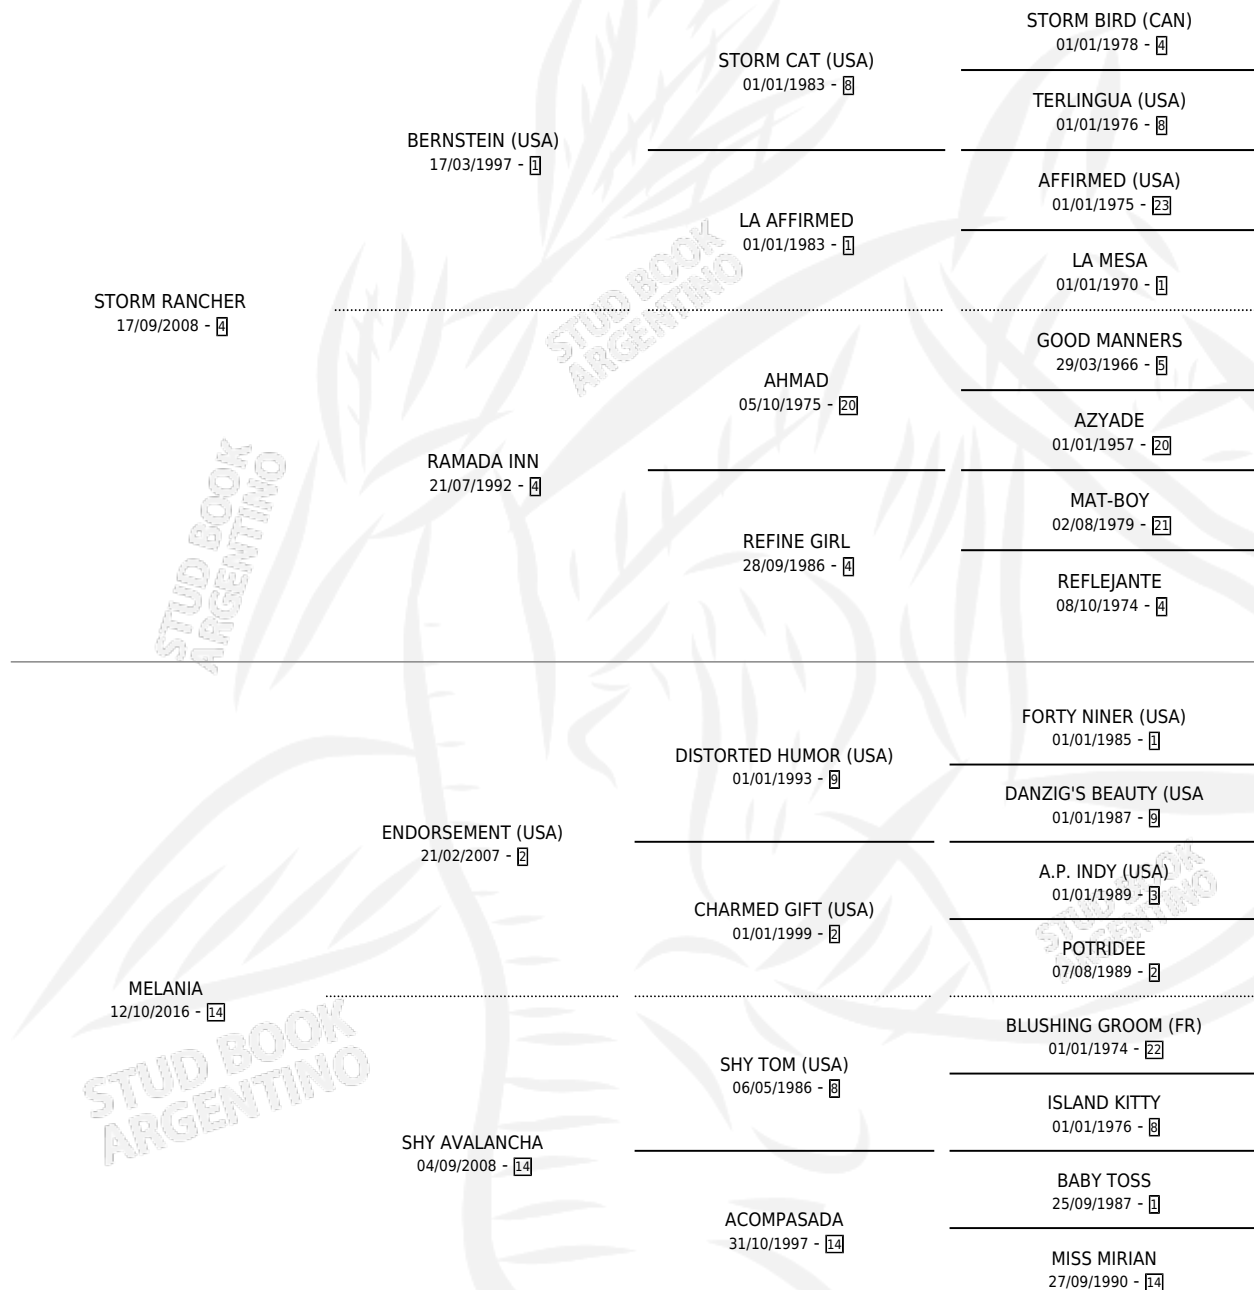 STORM BIRD (CAN)
01/01/1978 - 4
STORM CAT (USA)
01/01/1983 - 8
TERLINGUA (USA)
01/01/1976 - 8
BERNSTEIN (USA)
17/03/1997 - 1
AFFIRMED (USA)
01/01/1975 - 23
LA AFFIRMED
01/01/1983 - 1
LA MESA
01/01/1970 - 1
STORM RANCHER
17/09/2008 - 4
GOOD MANNERS
29/03/1966 - 5
AHMAD
05/10/1975 - 20
AZYADE
01/01/1957 - 20
RAMADA INN
21/07/1992 - 4
MAT-BOY
02/08/1979 - 21
REFINE GIRL
28/09/1986 - 4
REFLEJANTE
08/10/1974 - 4
FORTY NINER (USA)
01/01/1985 - 1
DISTORTED HUMOR (USA)
01/01/1993 - 9
DANZIG'S BEAUTY (USA
01/01/1987 - 9
ENDORSEMENT (USA)
21/02/2007 - 2
A.P. INDY (USA)
01/01/1989 - 3
CHARMED GIFT (USA)
01/01/1999 - 2
POTRIDEE
07/08/1989 - 2
MELANIA
12/10/2016 - 14
BLUSHING GROOM (FR)
01/01/1974 - 22
SHY TOM (USA)
06/05/1986 - 8
ISLAND KITTY
01/01/1976 - 8
SHY AVALANCHA
04/09/2008 - 14
BABY TOSS
25/09/1987 - 1
ACOMPASADA
31/10/1997 - 14
MISS MIRIAN
27/09/1990 - 14
STUD BOOK
ARGENTINO
STUD BOOK
ARGENTINO
STUD BOOK
ARGENTINO
STUD BOOK
ARGENTINO